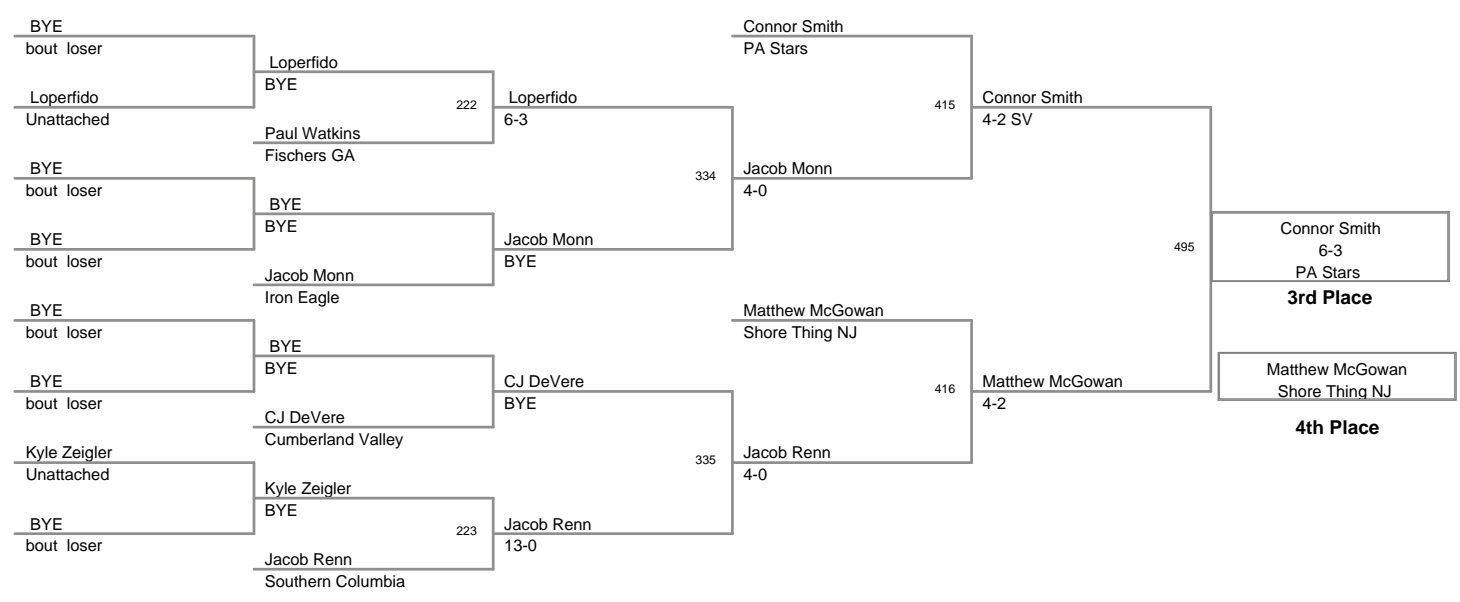 BYE
bout loser
Loperfido
Unattached
BYE
bout loser
BYE
bout loser
BYE
bout loser
BYE
bout loser
Kyle Zeigler
Unattached
BYE
bout loser
Loperfido
BYE
222
Paul Watkins
Fischers GA
BYE
BYE
Jacob Monn
Iron Eagle
BYE
BYE
CJ DeVere
Cumberland Valley
Kyle Zeigler
BYE
223
Jacob Renn
Southern Columbia
Loperfido
6-3
334
Jacob Monn
BYE
CJ DeVere
BYE
335
Jacob Renn
13-0
Connor Smith
PA Stars
415
Jacob Monn
4-0
Matthew McGowan
Shore Thing NJ
416
Jacob Renn
4-0
Connor Smith
4-2 SV
495
Matthew McGowan
4-2
Connor Smith
6-3
PA Stars
3rd Place
Matthew McGowan
Shore Thing NJ
4th Place